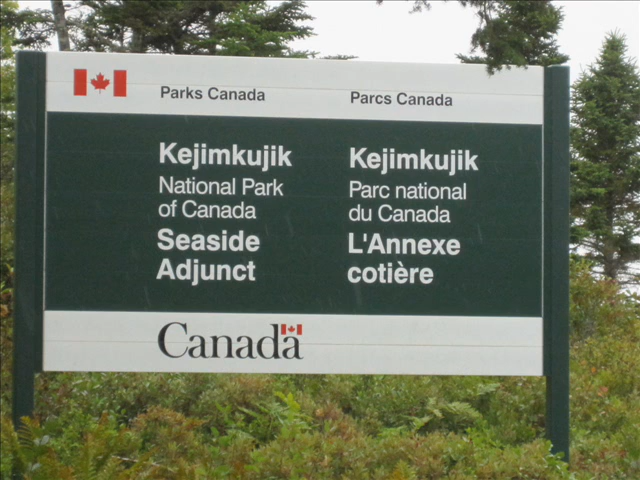 Parks Canada
Parcs Canada
Kejimkujik
National Park
of Canada
Seaside
Adjunct
Kejimkujik
Parc national
du Canada
L'Annexe
cotière
Canada